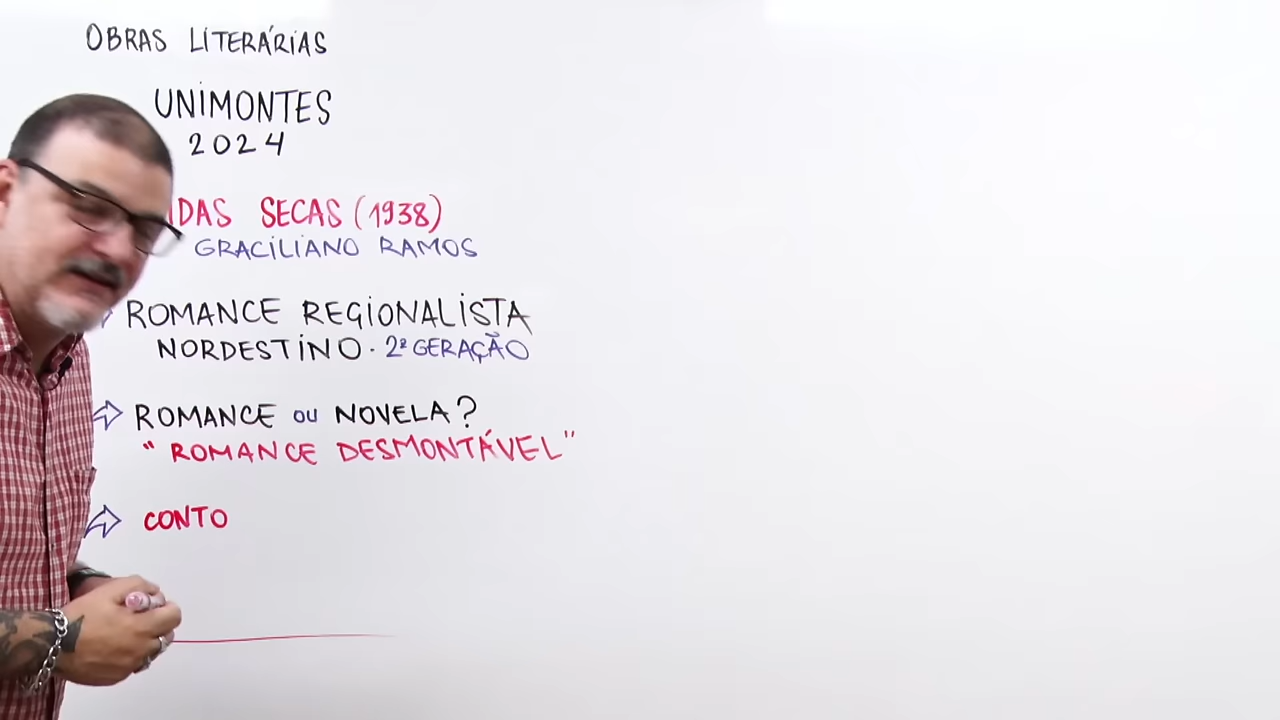 OBRAS LITERÁRIAS
UNIMONTES
2024
IDAS SECAS (1938)
GRACILIANO RAMOS
ROMANCE REGIONALISTA
NORDESTINO · 2ª GERAÇÃO
ROMANCE OU NOVELA?
"ROMANCE DESMONTÁVEL"
CONTO